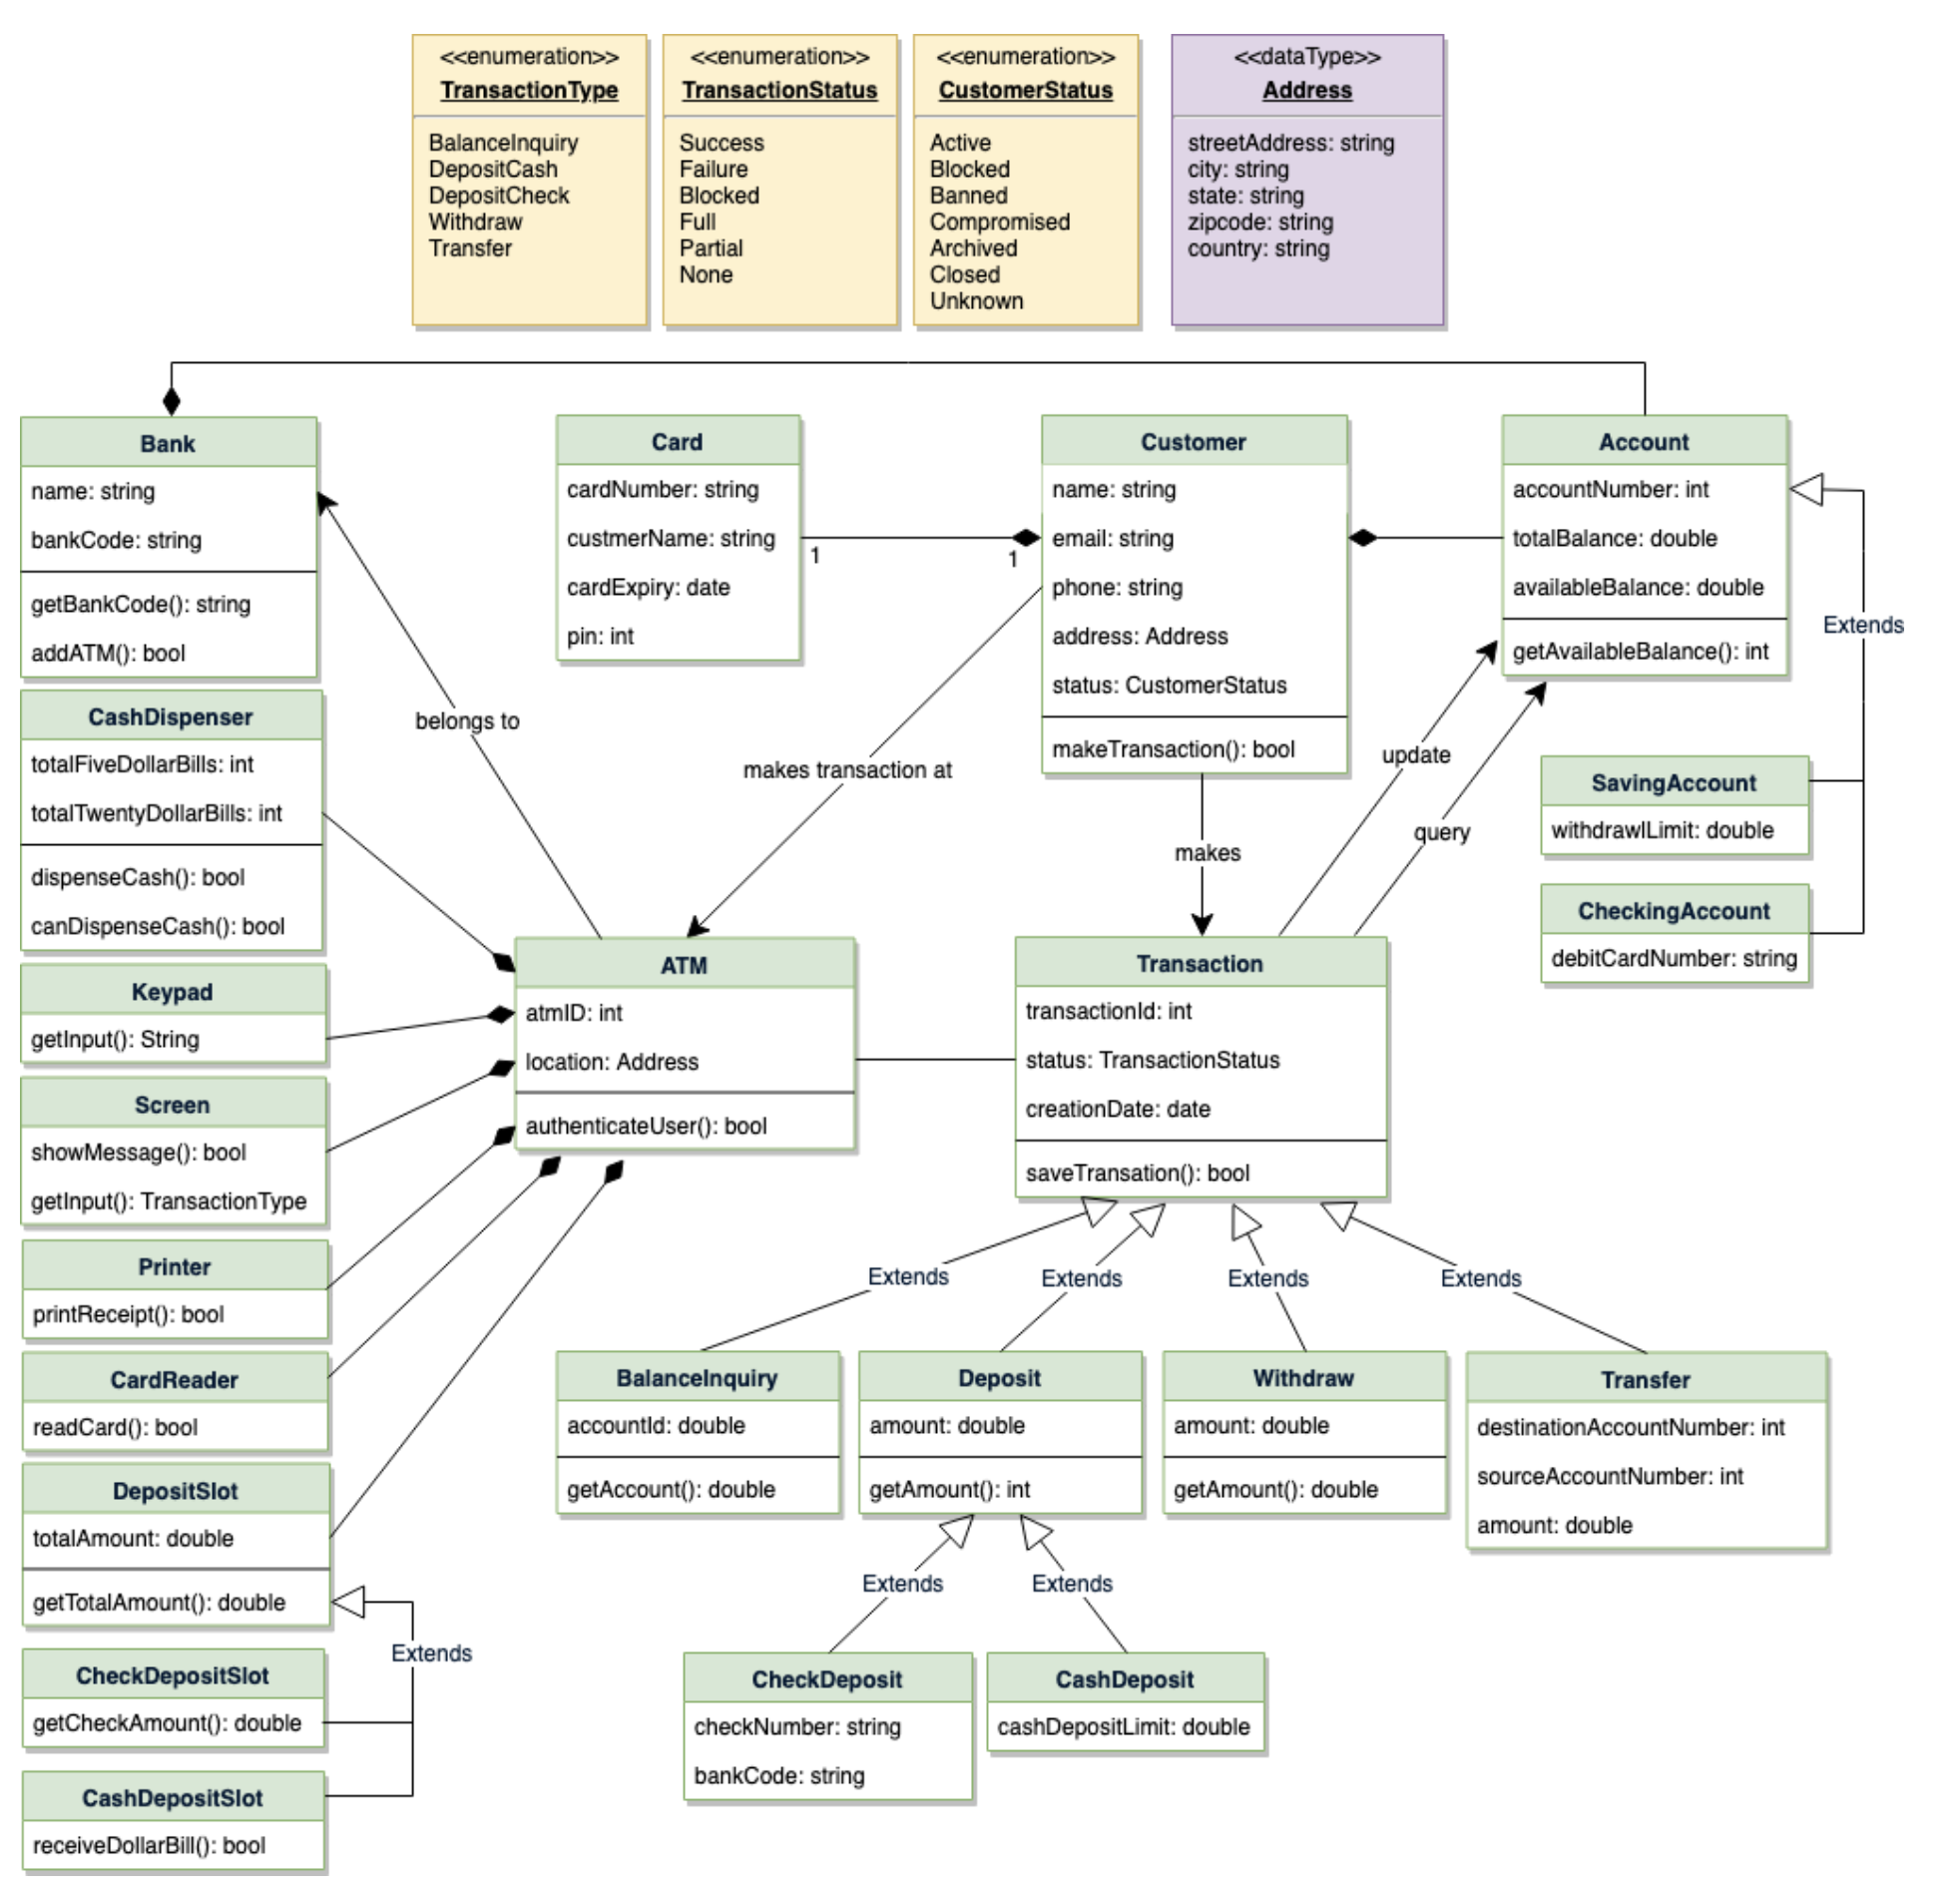 <<enumeration>>
TransactionType
BalanceInquiry
DepositCash
DepositCheck
Withdraw
Transfer
<<enumeration>>
TransactionStatus
Success
Failure
Blocked
Full
Partial
None
<<enumeration>>
CustomerStatus
Active
Blocked
Banned
Compromised
Archived
Closed
Unknown
<<dataType>>
Address
streetAddress: string
city: string
state: string
zipcode: string
country: string
Bank
name: string
bankCode: string
getBankCode(): string
addATM(): bool
Card
cardNumber: string
custmerName: string
cardExpiry: date
pin: int
1
1
Customer
name: string
email: string
phone: string
address: Address
status: CustomerStatus
makeTransaction(): bool
Account
accountNumber: int
totalBalance: double
availableBalance: double
getAvailableBalance(): int
Extends
SavingAccount
withdrawlLimit: double
CheckingAccount
debitCardNumber: string
belongs to
makes transaction at
makes
update
query
CashDispenser
totalFiveDollarBills: int
totalTwentyDollarBills: int
dispenseCash(): bool
canDispenseCash(): bool
Keypad
getInput(): String
Screen
showMessage(): bool
getInput(): TransactionType
Printer
printReceipt(): bool
CardReader
readCard(): bool
DepositSlot
totalAmount: double
getTotalAmount(): double
Extends
CheckDepositSlot
getCheckAmount(): double
CashDepositSlot
receiveDollarBill(): bool
ATM
atmID: int
location: Address
authenticateUser(): bool
Transaction
transactionId: int
status: TransactionStatus
creationDate: date
saveTransation(): bool
Extends
Extends
Extends
Extends
BalanceInquiry
accountId: double
getAccount(): double
Deposit
amount: double
getAmount(): int
Withdraw
amount: double
getAmount(): double
Transfer
destinationAccountNumber: int
sourceAccountNumber: int
amount: double
Extends
Extends
CheckDeposit
checkNumber: string
bankCode: string
CashDeposit
cashDepositLimit: double